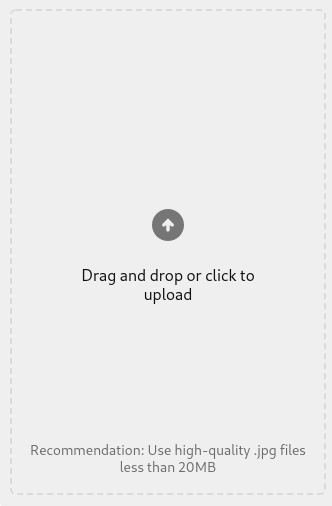 Drag and drop or click to
upload
Recommendation: Use high-quality .jpg files
less than 20MB